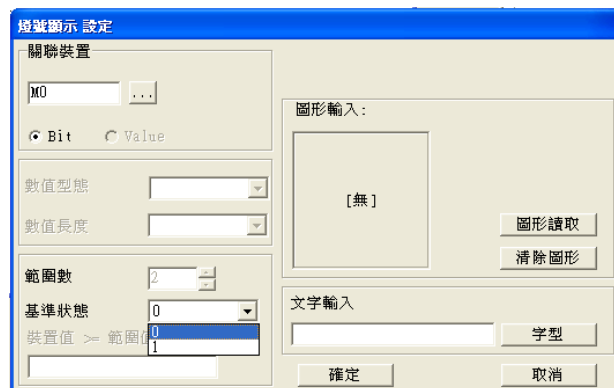 燈號顯示 設定
關聯裝置
M0
...
Bit
Value
數值型態
數值長度
範圍數
2
基準狀態
0
0
1
裝置值 >= 範圍值
圖形輸入:
[無]
圖形讀取
清除圖形
文字輸入
字型
確定
取消